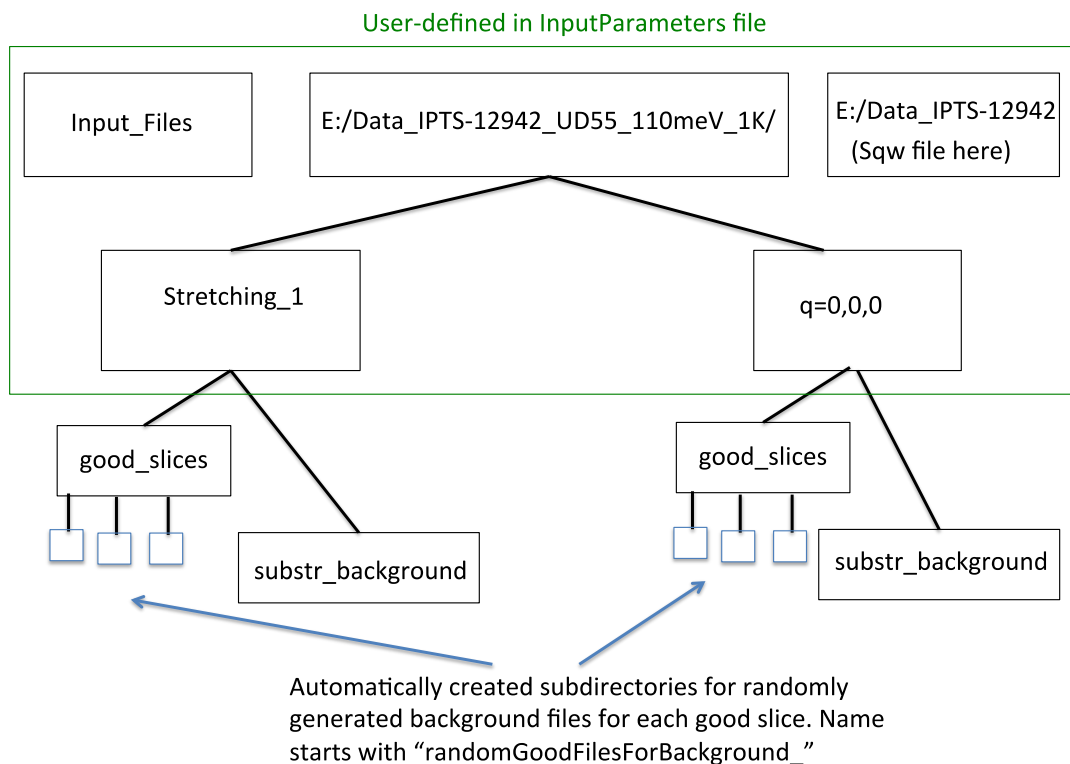 User-defined in InputParameters file
Input_Files
E:/Data_IPTS-12942_UD55_110meV_1K/
E:/Data_IPTS-12942
(Sqw file here)
Stretching_1
q=0,0,0
good_slices
good_slices
substr_background
substr_background
Automatically created subdirectories for randomly
generated background files for each good slice. Name
starts with “randomGoodFilesForBackground_”